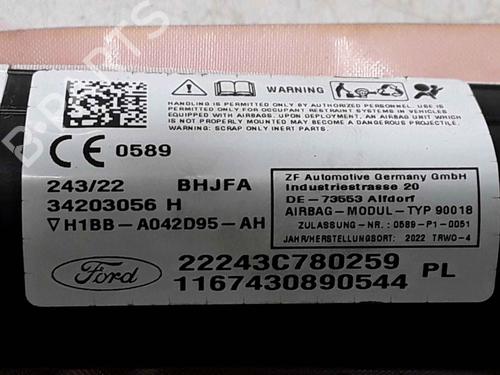 WARNING
HANDLING IS PERMITTED ONLY BY AUTHORIZED PERSONNEL. USE IS
PERMITTED ONLY FOR OCCUPANT RESTRAINT SYSTEMS IN VEHICLES
EQUIPPED WITH AIRBAGS. UPON DEPLOYMENT, AN AIRBAG UNIT WHICH
IS NOT PROPERLY INSTALLED MAY BECOME A DANGEROUS PROJECTILE.
WARNING: SCRAP ONLY INERT PARTS.
CE 0589
243/22 BHJFA
34203056 H
H1BB-A042D95-AH
ZF Automotive Germany GmbH
Industriestrasse 20
DE-73553 Alfdorf
AIRBAG-MODUL-TYP 90018
ZULASSUNG-NR.: 0589-P1-0051
JAHR/HERSTELLUNGSORT: 2022 TRWO-4
Ford
22243C780259
1167430890544 PL
B-PARTS